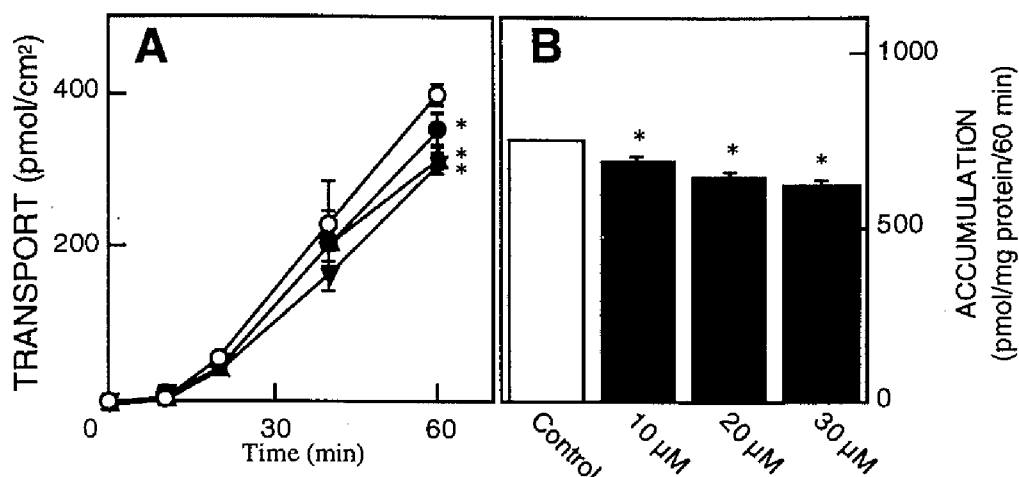 A
TRANSPORT (pmol/cm²)
400
200
0
30
60
Time (min)
*
*
*
B
*
*
*
1000
500
0
ACCUMULATION
(pmol/mg protein/60 min)
Control
10 µM
20 µM
30 µM